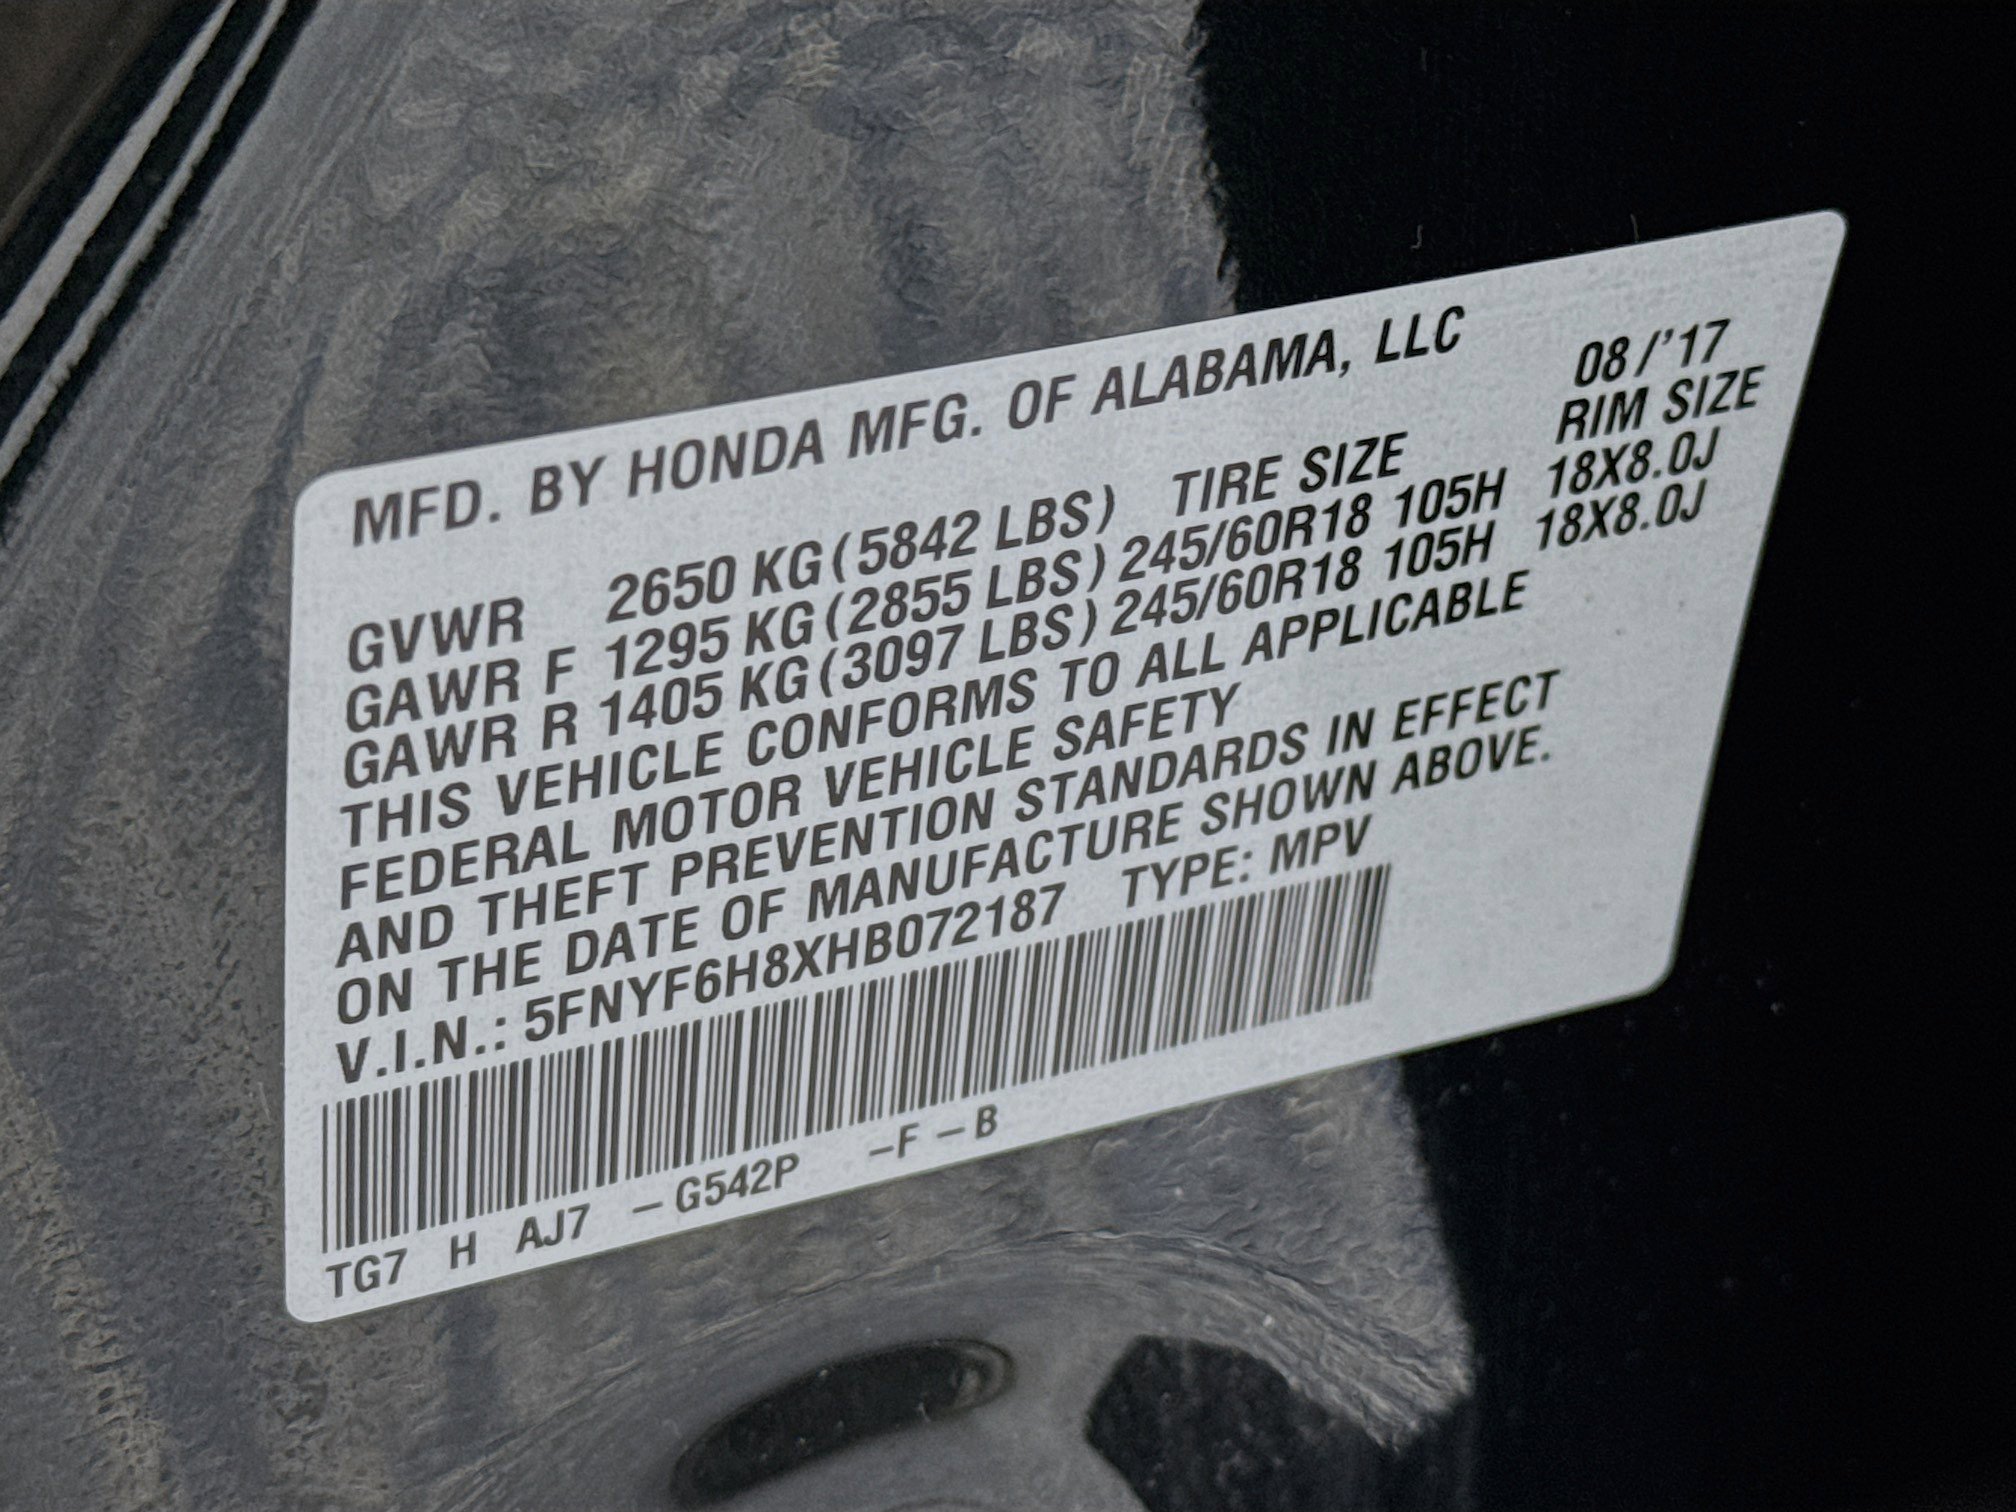 MFD. BY HONDA MFG. OF ALABAMA, LLC 08/'17
GVWR 2650 KG(5842 LBS) TIRE SIZE RIM SIZE
GAWR F 1295 KG(2855 LBS) 245/60R18 105H 18X8.0J
GAWR R 1405 KG(3097 LBS) 245/60R18 105H 18X8.0J
THIS VEHICLE CONFORMS TO ALL APPLICABLE
FEDERAL MOTOR VEHICLE SAFETY
AND THEFT PREVENTION STANDARDS IN EFFECT
ON THE DATE OF MANUFACTURE SHOWN ABOVE.
V.I.N.: 5FNYF6H8XHB072187 TYPE: MPV
TG7 H AJ7 –G542P –F–B